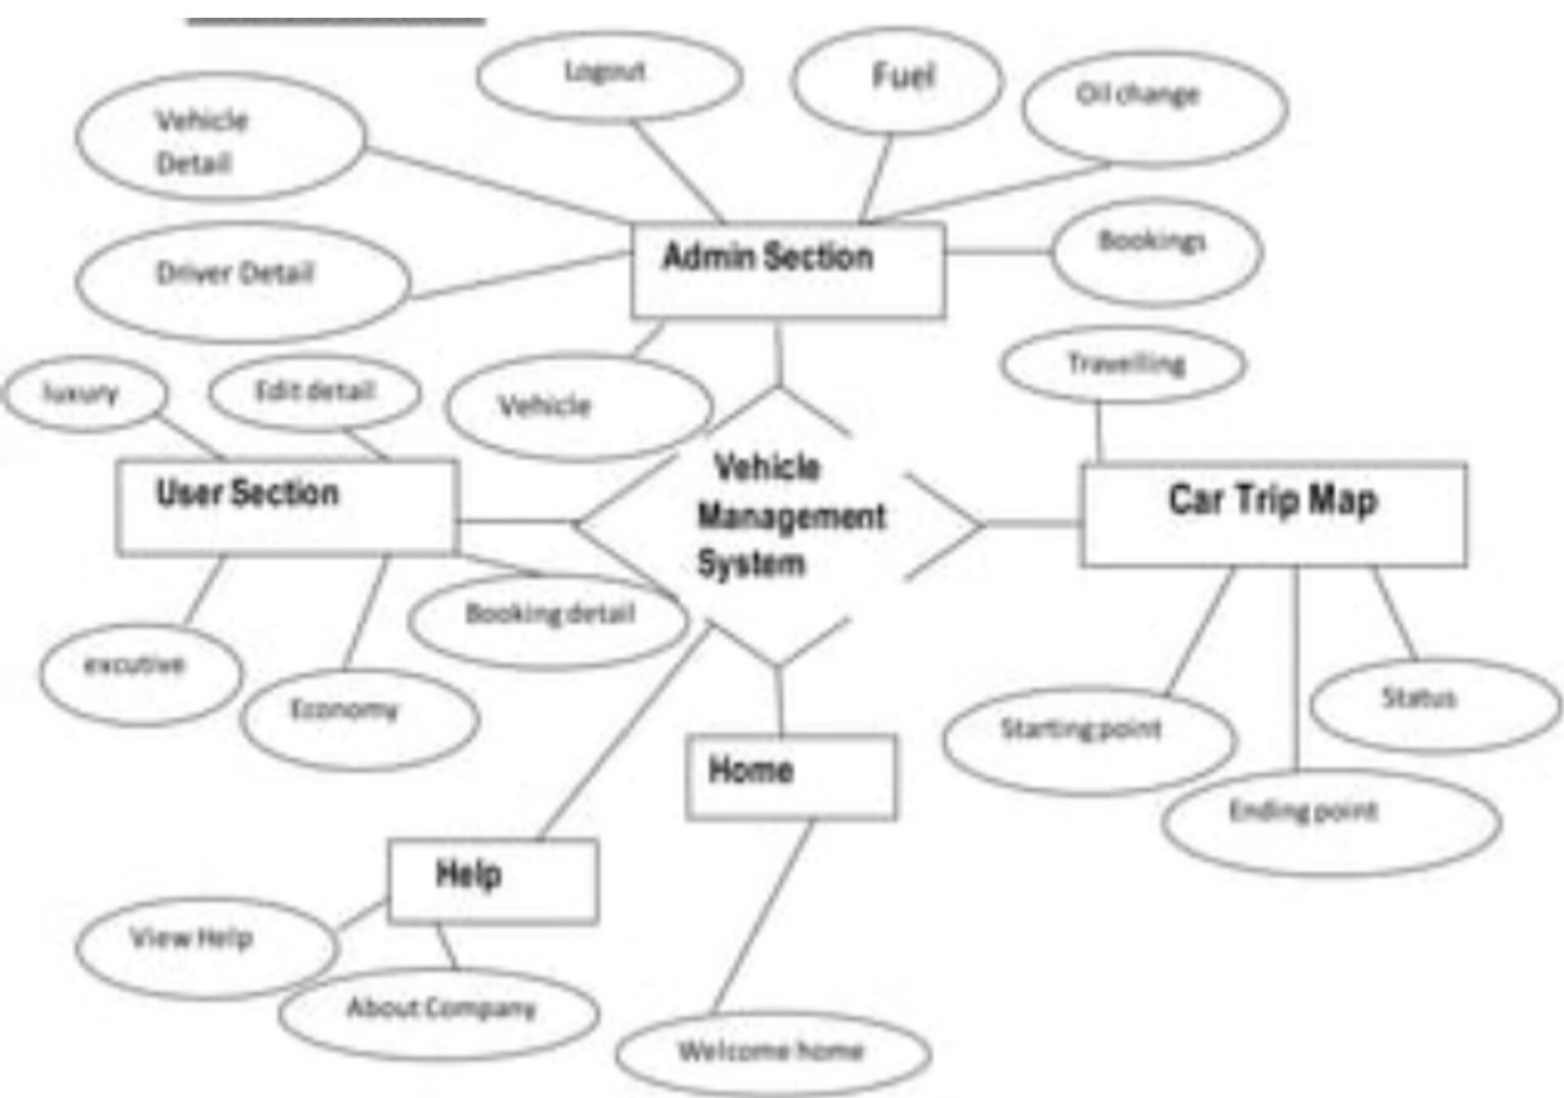 Logout
Fuel
Oil change
Vehicle
Detail
Bookings
Admin Section
Driver Detail
Travelling
luxury
Edit detail
Vehicle
Vehicle
Management
System
User Section
Car Trip Map
Booking detail
excutive
Economy
Status
Starting point
Home
Ending point
Help
View Help
About Company
Welcome home